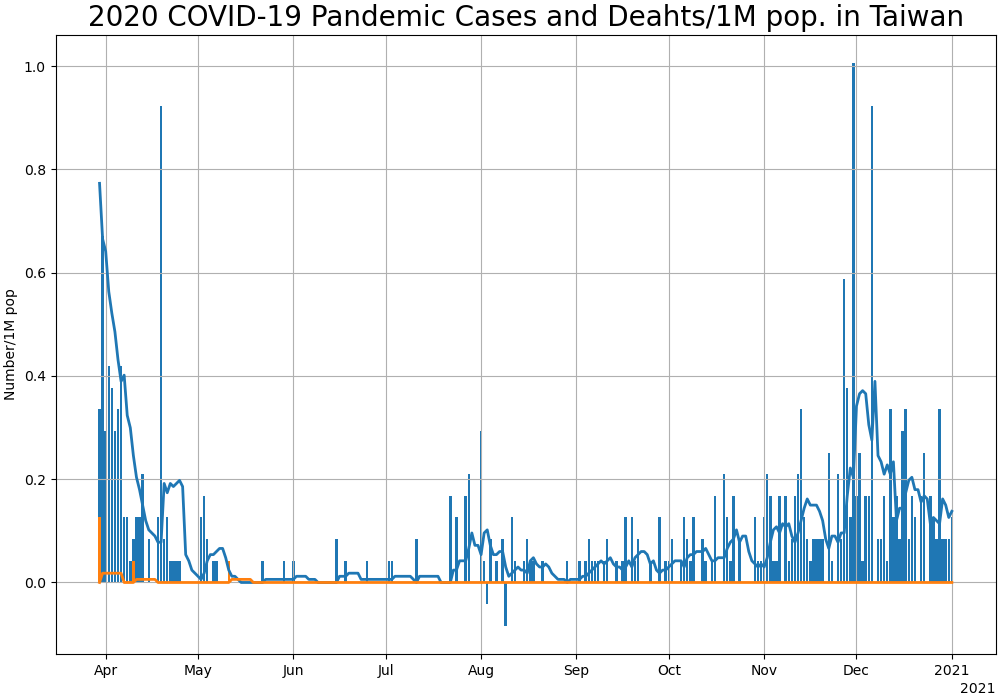 2020 COVID-19 Pandemic Cases and Deahts/1M pop. in Taiwan
Number/1M pop
1.0
0.8
0.6
0.4
0.2
0.0
Apr May Jun Jul Aug Sep Oct Nov Dec 2021
2021